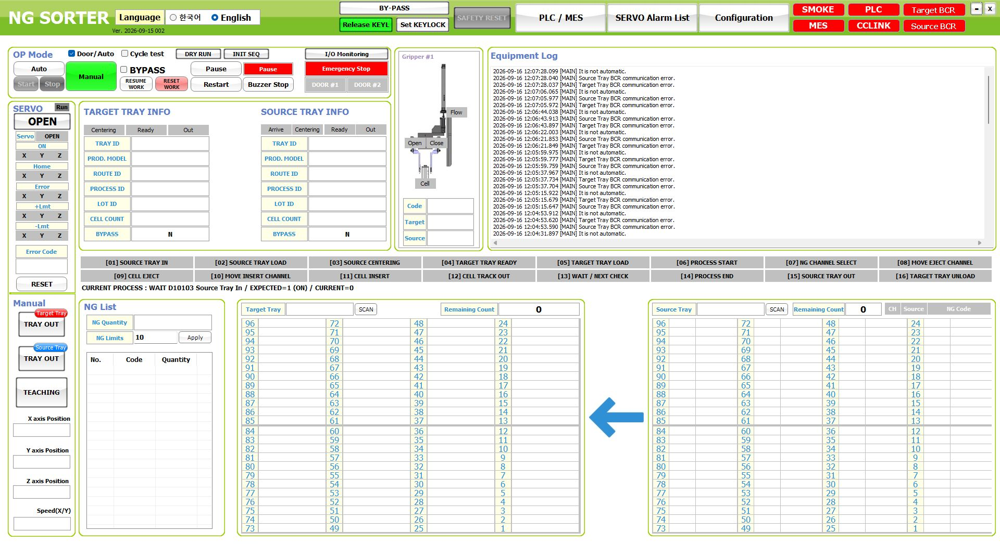 NG SORTER
Language
한국어
English
Ver. 2026-09-15 002
BY-PASS
Release KEYL
Set KEYLOCK
SAFETY RESET
PLC / MES
SERVO Alarm List
Configuration
SMOKE
PLC
Target BCR
MES
CCLINK
Source BCR
-
X
OP Mode
Door/Auto
Cycle test
DRY RUN
INIT SEQ
I/O Monitoring
Auto
Manual
BYPASS
Pause
Pause
Emergency Stop
Start
Stop
RESUME WORK
RESET WORK
Restart
Buzzer Stop
DOOR #1
DOOR #2
SERVO
Run
OPEN
Servo
OPEN
ON
X Y Z
Home
X Y Z
Error
X Y Z
+Lmt
X Y Z
-Lmt
X Y Z
Error Code
RESET
TARGET TRAY INFO
Centering
Ready
Out
TRAY ID
PROD. MODEL
ROUTE ID
PROCESS ID
LOT ID
CELL COUNT
BYPASS N
SOURCE TRAY INFO
Arrive
Centering
Ready
Out
TRAY ID
PROD. MODEL
ROUTE ID
PROCESS ID
LOT ID
CELL COUNT
BYPASS N
Gripper #1
Flow
Open
Close
Cell
Code
Target
Source
Equipment Log
2026-09-16 12:07:28.099 [MAIN] It is not automatic.
2026-09-16 12:07:28.040 [MAIN] Source Tray BCR communication error.
2026-09-16 12:07:28.037 [MAIN] Target Tray BCR communication error.
2026-09-16 12:07:06.065 [MAIN] It is not automatic.
2026-09-16 12:07:05.977 [MAIN] Source Tray BCR communication error.
2026-09-16 12:07:05.972 [MAIN] Target Tray BCR communication error.
2026-09-16 12:06:44.038 [MAIN] It is not automatic.
2026-09-16 12:06:43.913 [MAIN] Source Tray BCR communication error.
2026-09-16 12:06:43.897 [MAIN] Target Tray BCR communication error.
2026-09-16 12:06:22.003 [MAIN] It is not automatic.
2026-09-16 12:06:21.853 [MAIN] Source Tray BCR communication error.
2026-09-16 12:06:21.849 [MAIN] Target Tray BCR communication error.
2026-09-16 12:05:59.975 [MAIN] It is not automatic.
2026-09-16 12:05:59.777 [MAIN] Target Tray BCR communication error.
2026-09-16 12:05:59.759 [MAIN] Source Tray BCR communication error.
2026-09-16 12:05:37.967 [MAIN] It is not automatic.
2026-09-16 12:05:37.734 [MAIN] Target Tray BCR communication error.
2026-09-16 12:05:37.704 [MAIN] Source Tray BCR communication error.
2026-09-16 12:05:15.922 [MAIN] It is not automatic.
2026-09-16 12:05:15.679 [MAIN] Target Tray BCR communication error.
2026-09-16 12:05:15.647 [MAIN] Source Tray BCR communication error.
2026-09-16 12:04:53.912 [MAIN] It is not automatic.
2026-09-16 12:04:53.620 [MAIN] Target Tray BCR communication error.
2026-09-16 12:04:53.590 [MAIN] Source Tray BCR communication error.
2026-09-16 12:04:31.897 [MAIN] It is not automatic.
[01] SOURCE TRAY IN
[02] SOURCE TRAY LOAD
[03] SOURCE CENTERING
[04] TARGET TRAY READY
[05] TARGET TRAY LOAD
[06] PROCESS START
[07] NG CHANNEL SELECT
[08] MOVE EJECT CHANNEL
[09] CELL EJECT
[10] MOVE INSERT CHANNEL
[11] CELL INSERT
[12] CELL TRACK OUT
[13] WAIT / NEXT CHECK
[14] PROCESS END
[15] SOURCE TRAY OUT
[16] TARGET TRAY UNLOAD
CURRENT PROCESS : WAIT D10103 Source Tray In / EXPECTED=1 (ON) / CURRENT=0
Manual
Target Tray
TRAY OUT
Source Tray
TRAY OUT
TEACHING
X axis Position
Y axis Position
Z axis Position
Speed(X/Y)
NG List
NG Quantity
NG Limits 10 Apply
No. Code Quantity
Target Tray SCAN Remaining Count 0
96 72 48 24
95 71 47 23
94 70 46 22
93 69 45 21
92 68 44 20
91 67 43 19
90 66 42 18
89 65 41 17
88 64 40 16
87 63 39 15
86 62 38 14
85 61 37 13
84 60 36 12
83 59 35 11
82 58 34 10
81 57 33 9
80 56 32 8
79 55 31 7
78 54 30 6
77 53 29 5
76 52 28 4
75 51 27 3
74 50 26 2
73 49 25 1
Source Tray SCAN Remaining Count 0 CH Source NG Code
96 72 48 24
95 71 47 23
94 70 46 22
93 69 45 21
92 68 44 20
91 67 43 19
90 66 42 18
89 65 41 17
88 64 40 16
87 63 39 15
86 62 38 14
85 61 37 13
84 60 36 12
83 59 35 11
82 58 34 10
81 57 33 9
80 56 32 8
79 55 31 7
78 54 30 6
77 53 29 5
76 52 28 4
75 51 27 3
74 50 26 2
73 49 25 1